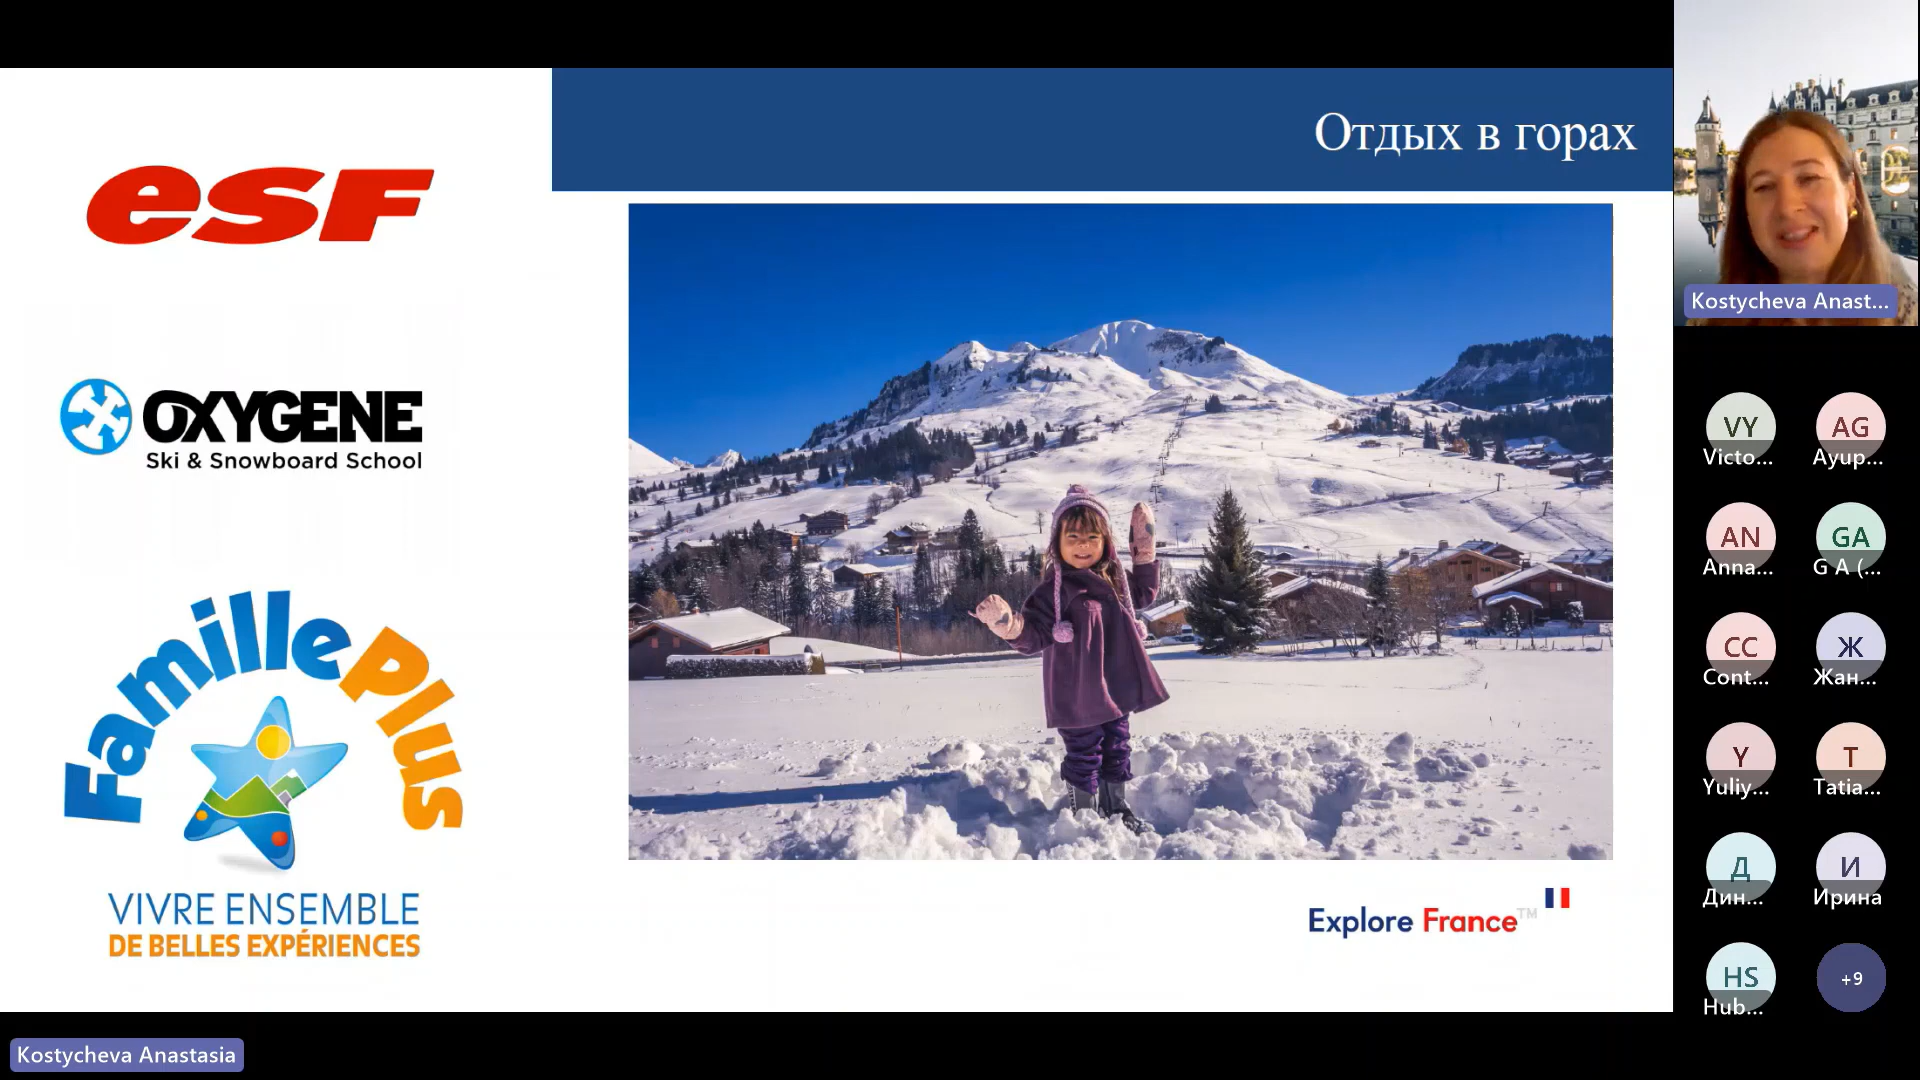 esf
OXYGENE
Ski & Snowboard School
FamillePlus
VIVRE ENSEMBLE
DE BELLES EXPÉRIENCES
Отдых в горах
Explore France™
Kostycheva Anast...
VY
Victo...
AG
Ayup...
AN
Anna...
GA
G A (...
CC
Cont...
Ж
Жан...
Y
Yuliy...
T
Tatia...
Д
Дин...
И
Ирина
HS
Hub...
+9
Kostycheva Anastasia